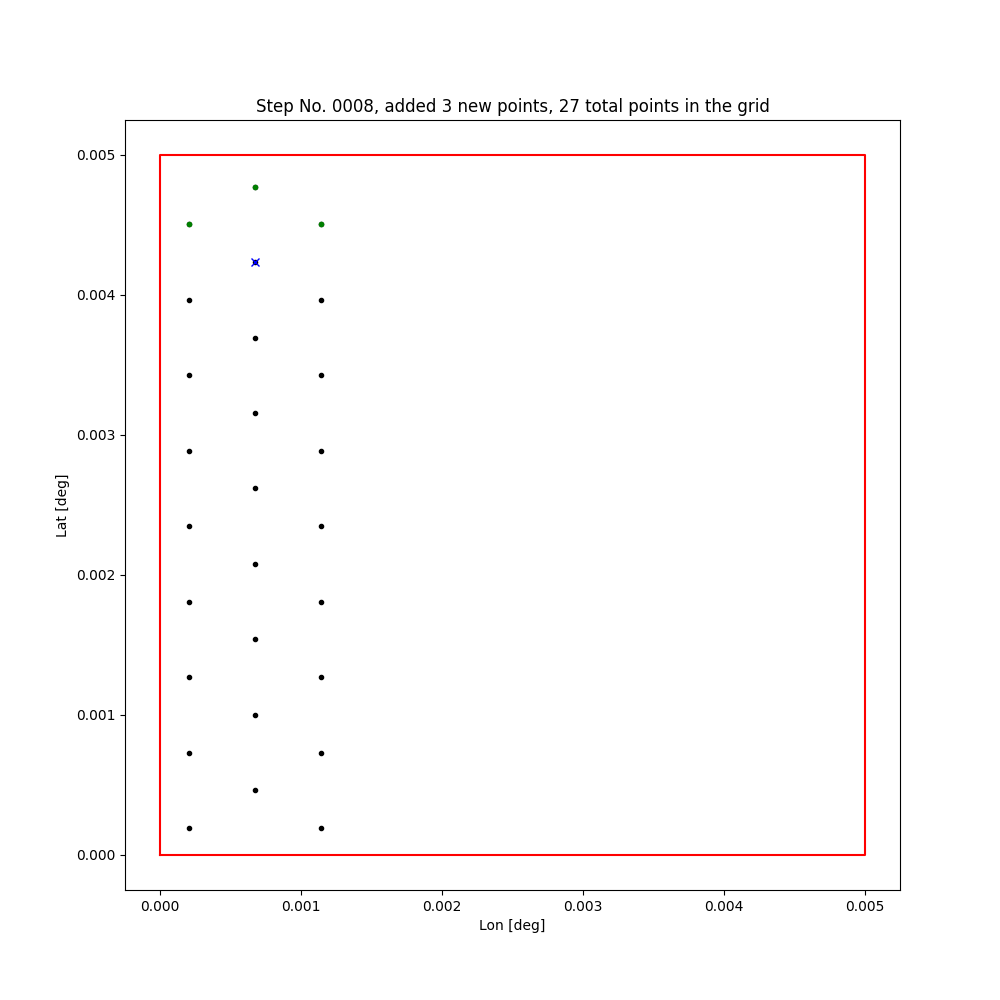 Step No. 0008, added 3 new points, 27 total points in the grid
0.005
0.004
0.003
Lat [deg]
0.002
0.001
0.000
0.000 0.001 0.002 0.003 0.004 0.005
Lon [deg]